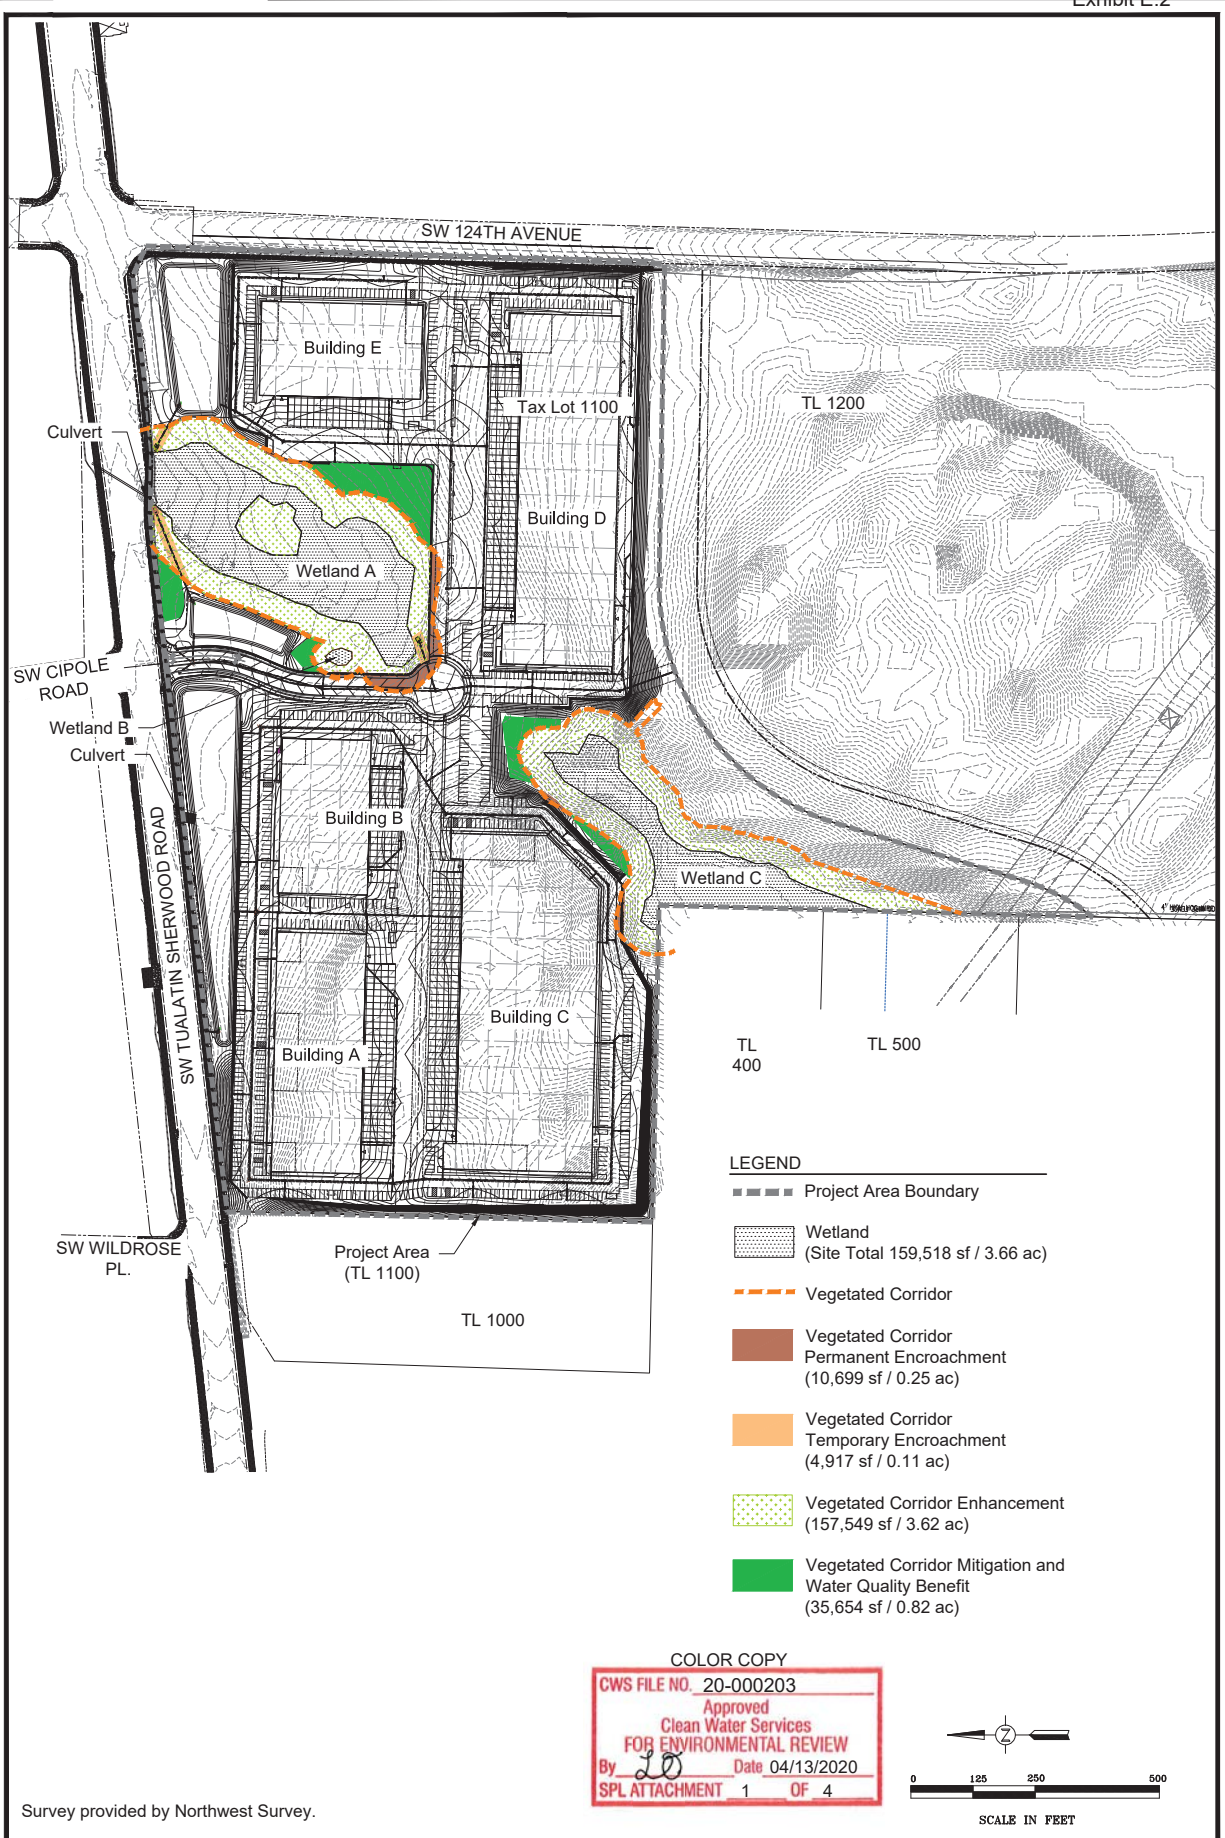 Exhibit E.2
SW 124TH AVENUE
Building E
Tax Lot 1100
TL 1200
Culvert
Building D
Wetland A
SW CIPOLE
ROAD
Wetland B
Culvert
Building B
Wetland C
SW TUALATIN SHERWOOD ROAD
Building C
Building A
TL
400
TL 500
SW WILDROSE
PL.
Project Area
(TL 1100)
TL 1000
LEGEND
Project Area Boundary
Wetland
(Site Total 159,518 sf / 3.66 ac)
Vegetated Corridor
Vegetated Corridor
Permanent Encroachment
(10,699 sf / 0.25 ac)
Vegetated Corridor
Temporary Encroachment
(4,917 sf / 0.11 ac)
Vegetated Corridor Enhancement
(157,549 sf / 3.62 ac)
Vegetated Corridor Mitigation and
Water Quality Benefit
(35,654 sf / 0.82 ac)
COLOR COPY
CWS FILE NO. 20-000203
Approved
Clean Water Services
FOR ENVIRONMENTAL REVIEW
By Date 04/13/2020
SPL ATTACHMENT 1 OF 4
Z
0 125 250 500
SCALE IN FEET
Survey provided by Northwest Survey.